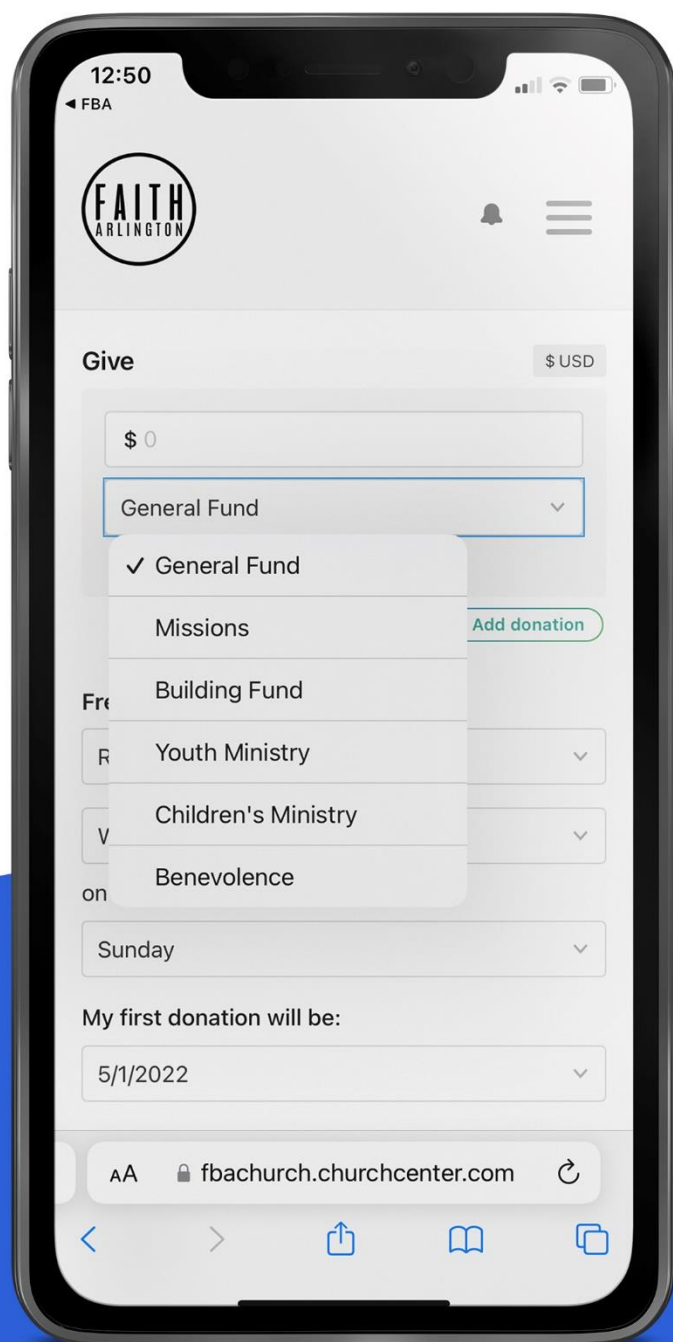 12:50
◀ FBA
FAITH
ARLINGTON
Give
$ USD
$ 0
General Fund
✓ General Fund
Missions
Add donation
Building Fund
Fre
Youth Ministry
R
Children's Ministry
W
Benevolence
on
Sunday
My first donation will be:
5/1/2022
AA fbachurch.churchcenter.com